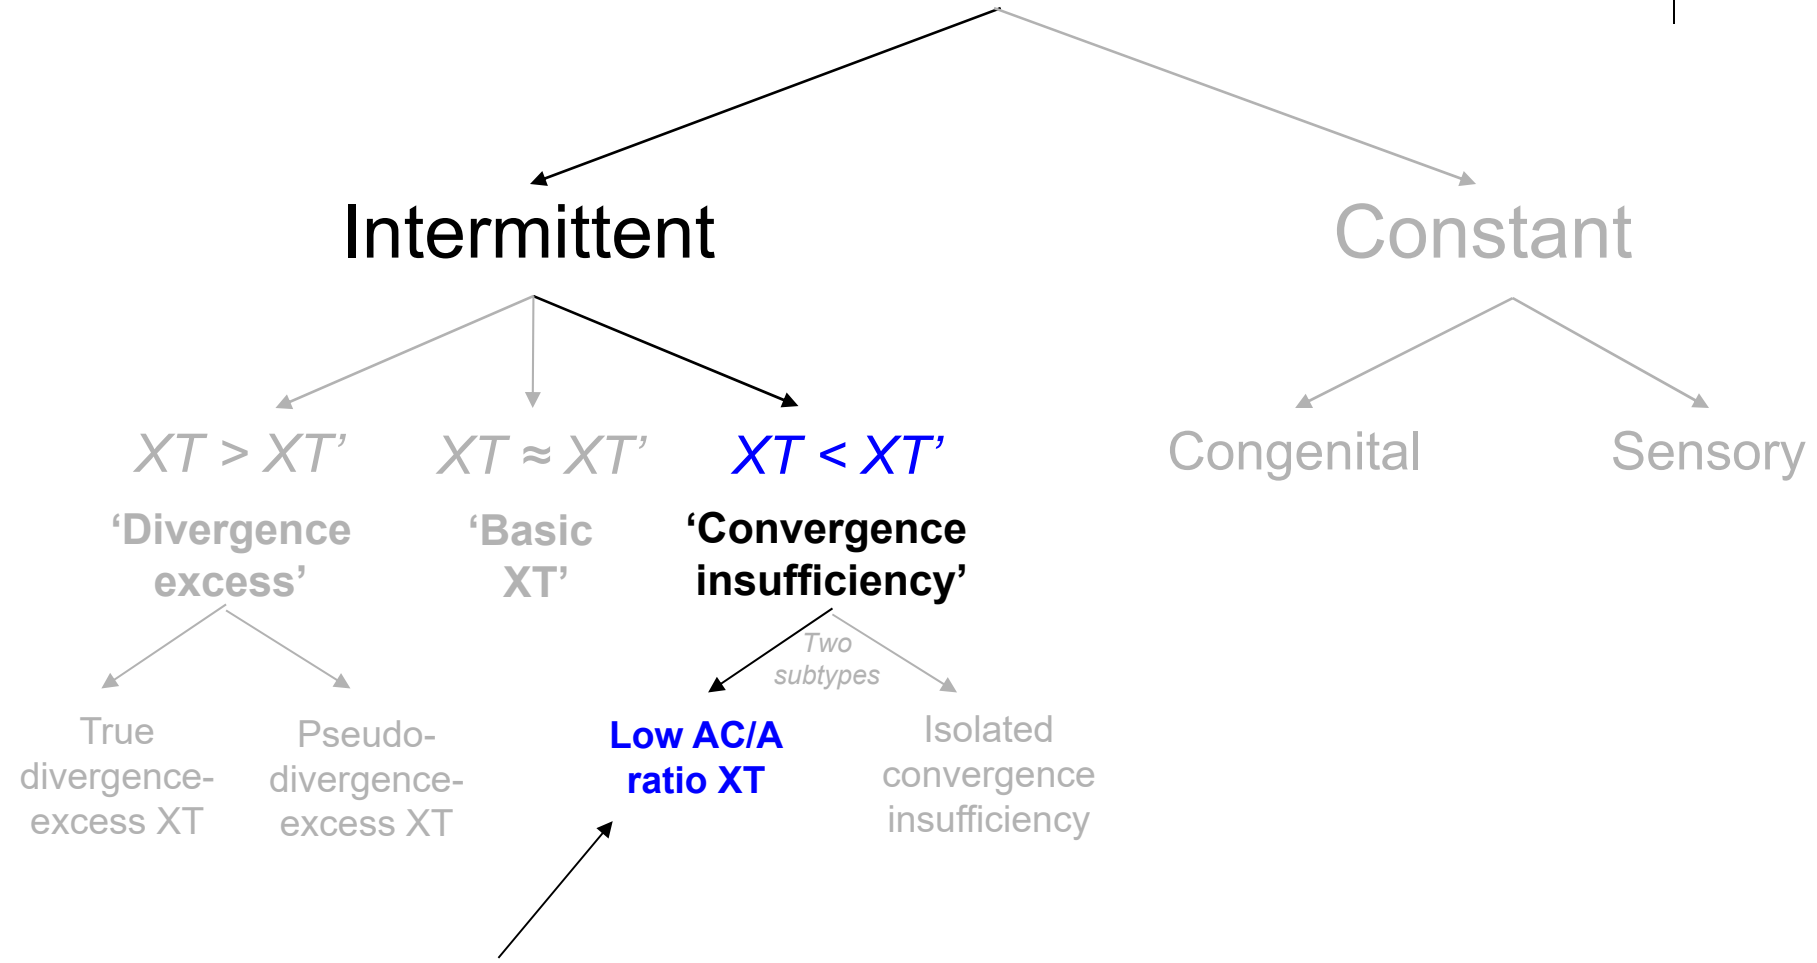 Intermittent
Constant
XT > XT’
XT ≈ XT’
XT < XT’
Congenital
Sensory
‘Divergence
excess’
‘Basic
XT’
‘Convergence
insufficiency’
Two
subtypes
True
divergence-
excess XT
Pseudo-
divergence-
excess XT
Low AC/A
ratio XT
Isolated
convergence
insufficiency